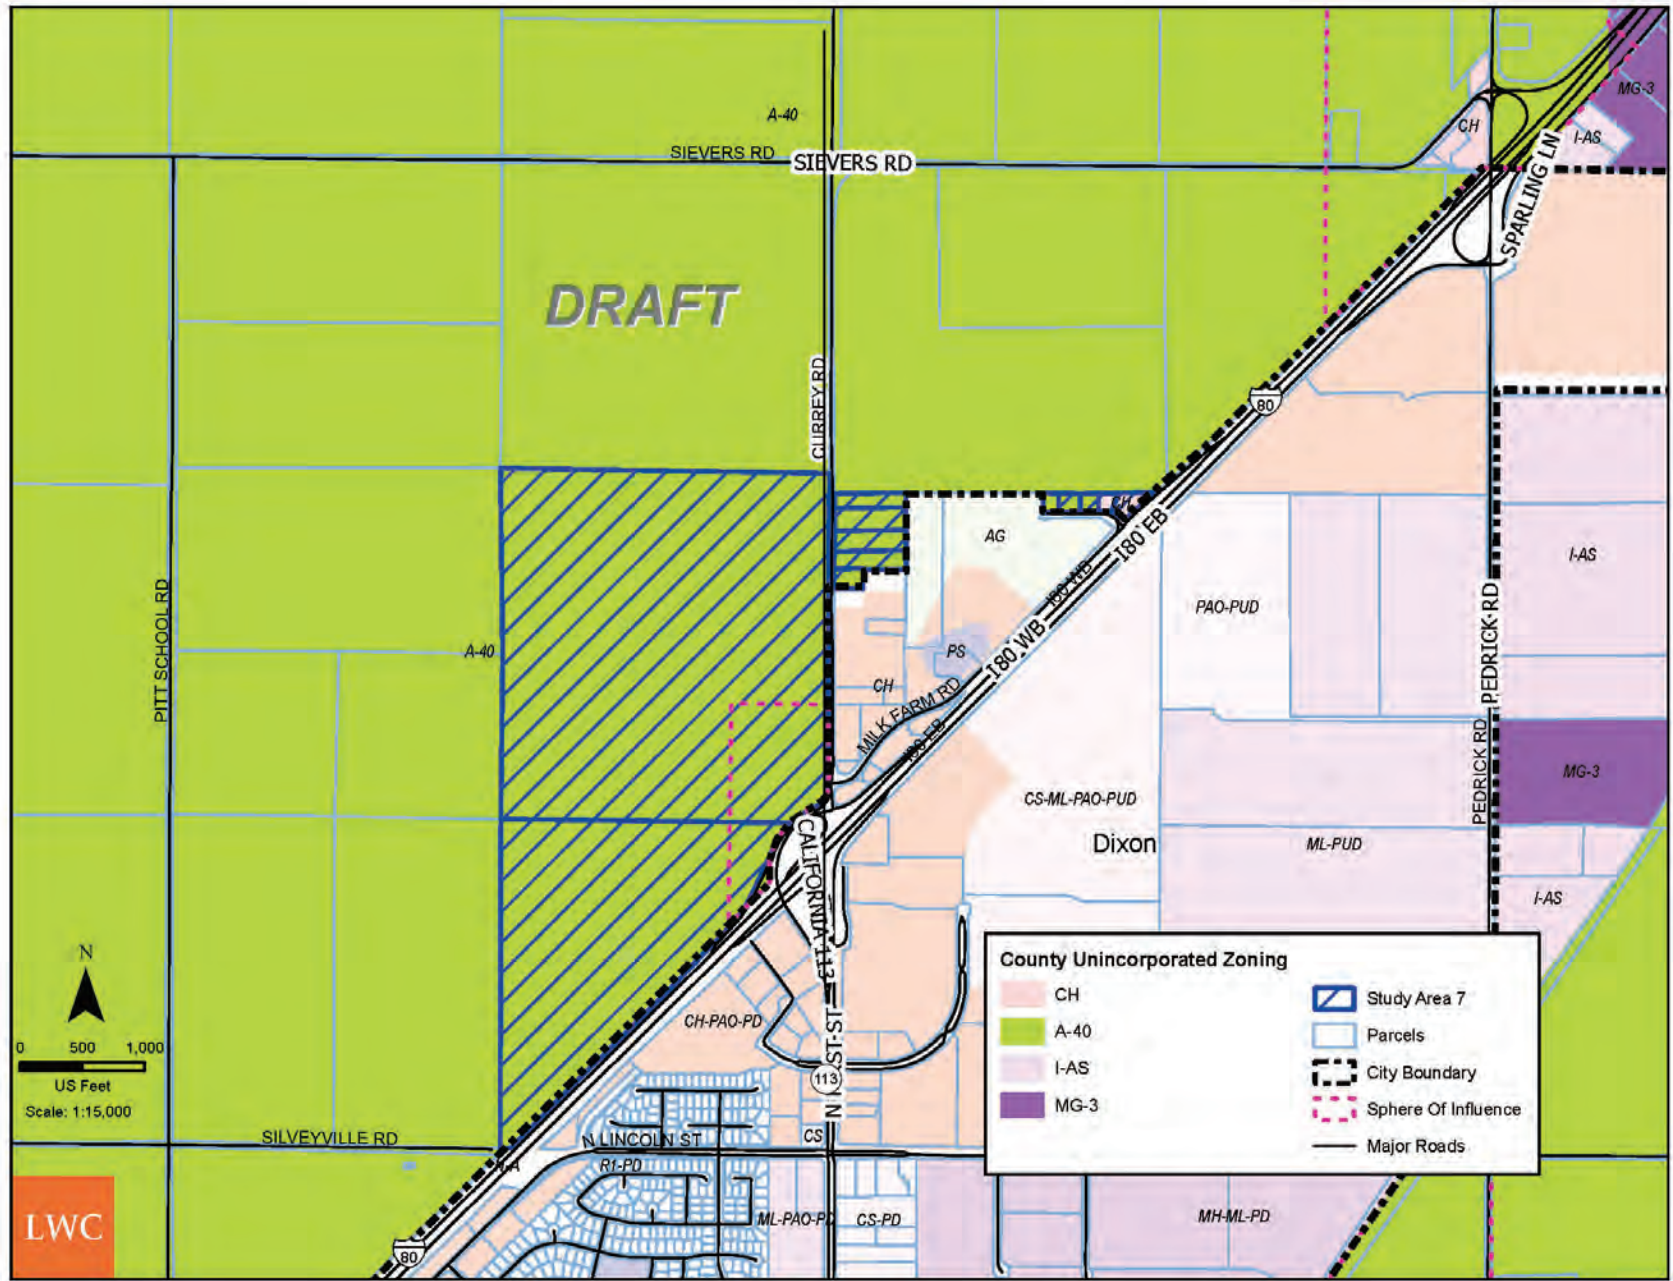 MG-3
A-40
CH
I-AS
SIEVERS RD
SIEVERS RD
SPARLING LN
DRAFT
CURREY RD
80
CH
AG
I80 EB
I-AS
I80 WB
PAO-PUD
PITT SCHOOL RD
PEDRICK RD
A-40
PS
I80 WB
CH
MILK FARM RD
I80 EB
PEDRICK RD
MG-3
CS-ML-PAO-PUD
Dixon
ML-PUD
CALIFORNIA 113
I-AS
N
0 500 1,000
US Feet
Scale: 1:15,000
CH-PAO-PD
113
SILVEYVILLE RD
N LINCOLN ST
CS
R1-PD
ML-PAO-PD
CS-PD
MH-ML-PD
LWC
80
County Unincorporated Zoning
CH
A-40
I-AS
MG-3
Study Area 7
Parcels
City Boundary
Sphere Of Influence
Major Roads